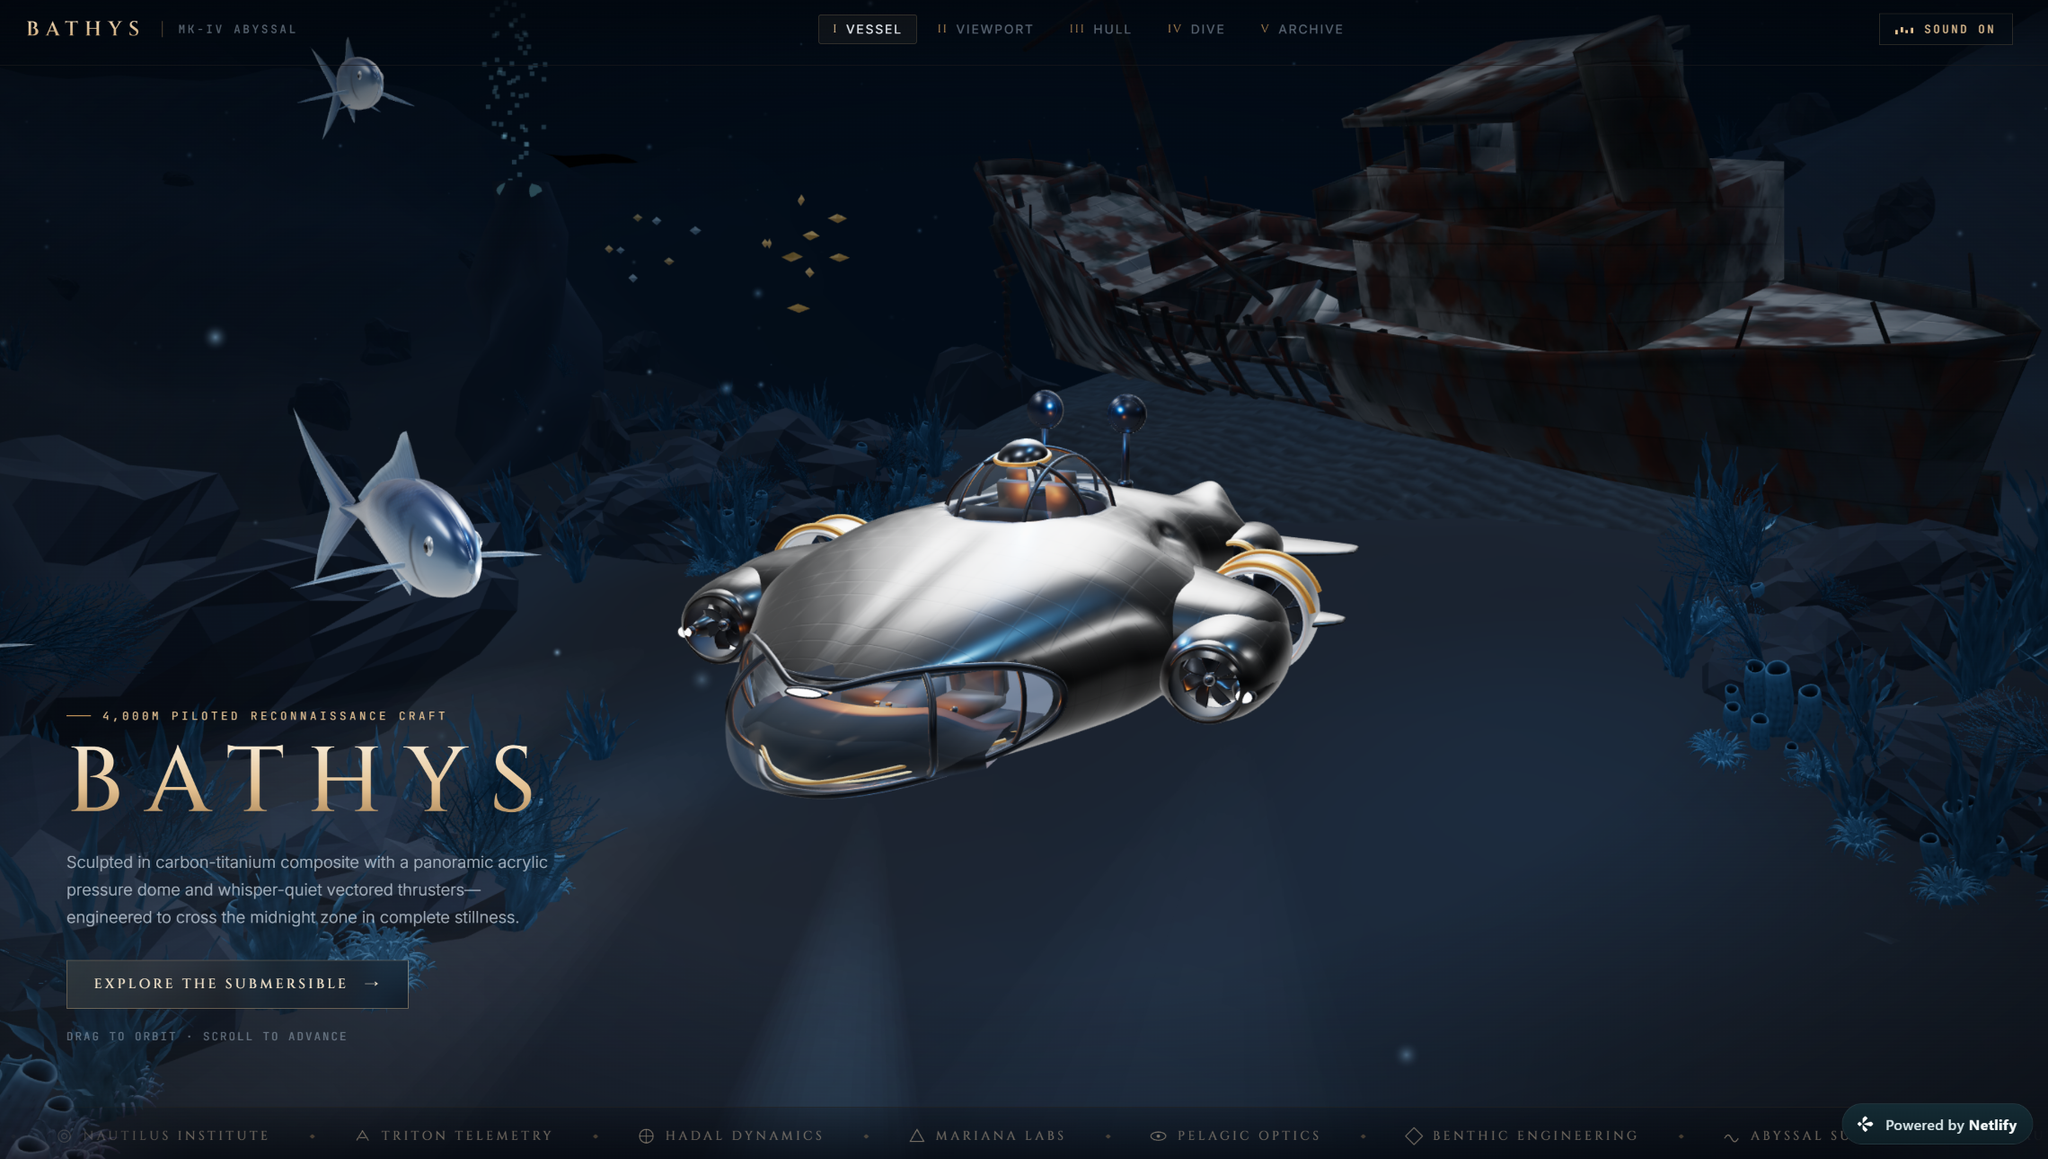 BATHYS
MK-IV ABYSSAL
I VESSEL
II VIEWPORT
III HULL
IV DIVE
V ARCHIVE
SOUND ON
4,000M PILOTED RECONNAISSANCE CRAFT
BATHYS
Sculpted in carbon-titanium composite with a panoramic acrylic
pressure dome and whisper-quiet vectored thrusters—
engineered to cross the midnight zone in complete stillness.
EXPLORE THE SUBMERSIBLE →
DRAG TO ORBIT · SCROLL TO ADVANCE
NAUTILUS INSTITUTE
TRITON TELEMETRY
HADAL DYNAMICS
MARIANA LABS
PELAGIC OPTICS
BENTHIC ENGINEERING
ABYSSAL SU
Powered by Netlify